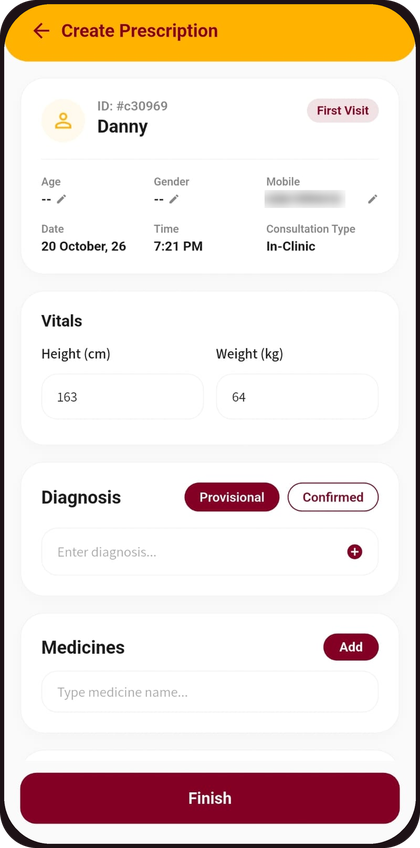 Create Prescription
ID: #c30969
First Visit
Danny
Age
Gender
Mobile
--
--
Date
Time
Consultation Type
20 October, 26
7:21 PM
In-Clinic
Vitals
Height (cm)
Weight (kg)
163
64
Diagnosis
Provisional
Confirmed
Enter diagnosis...
Medicines
Add
Type medicine name...
Finish